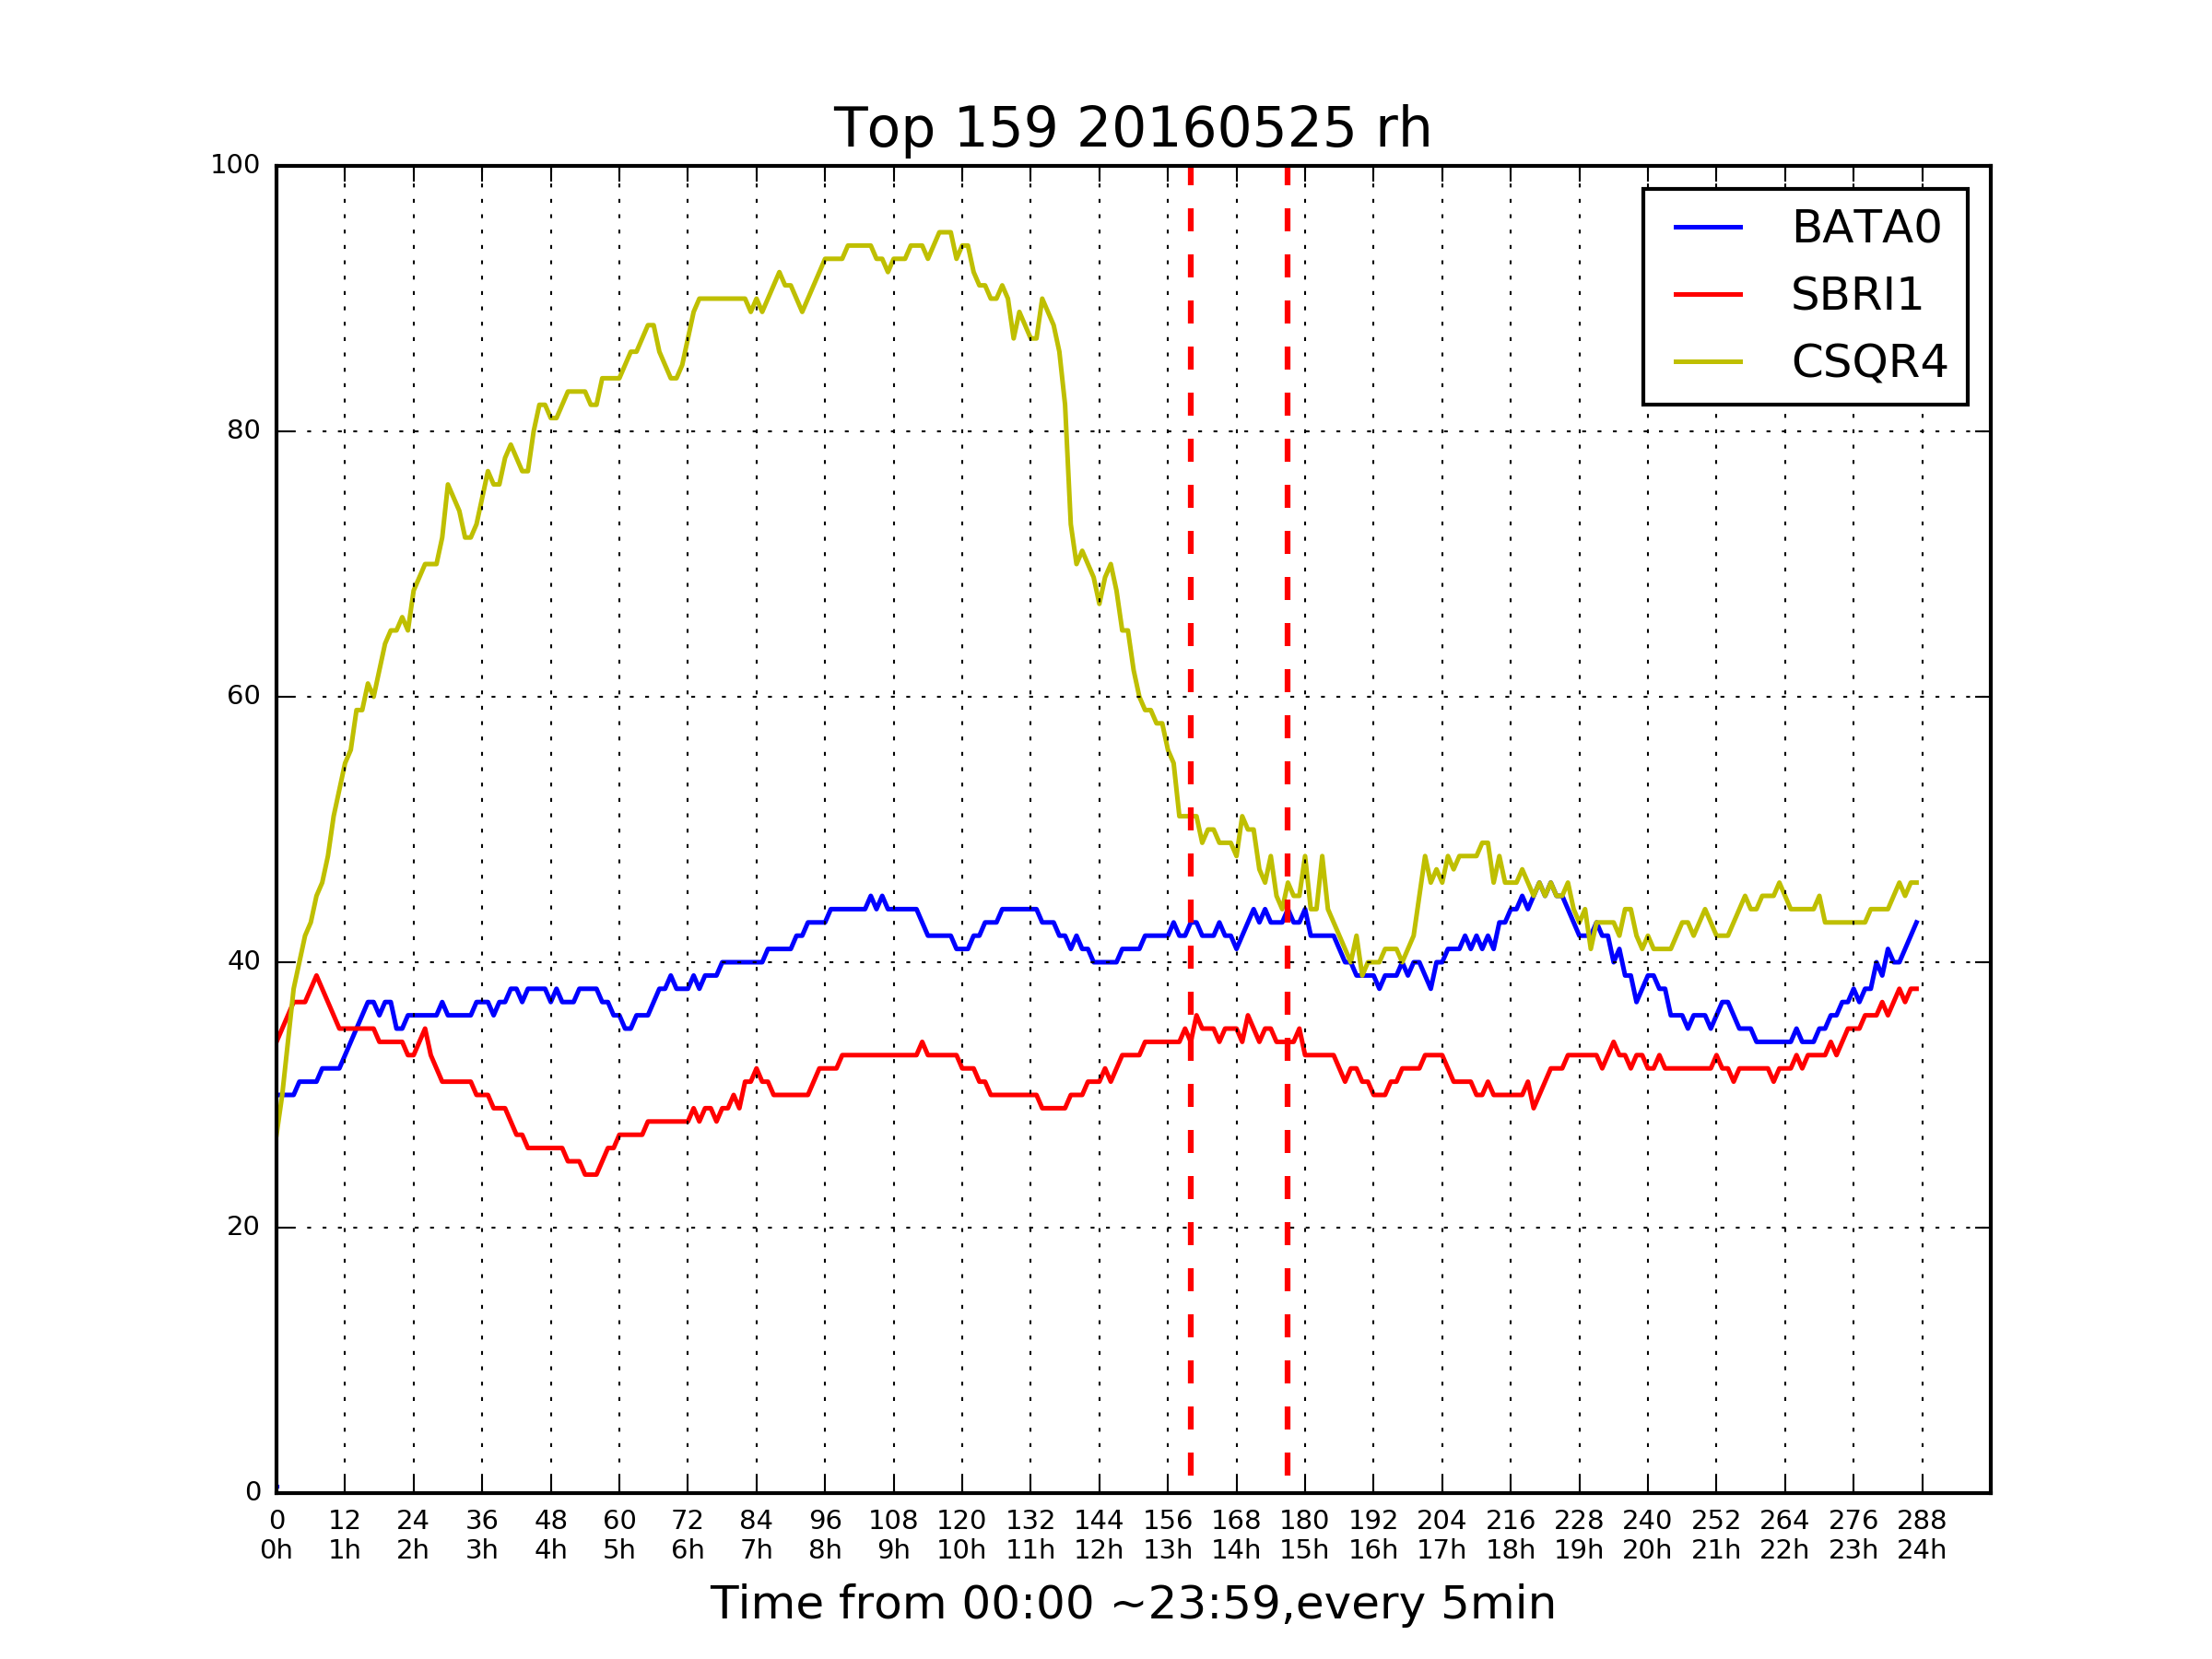 Top 159 20160525 rh
100
80
60
40
20
0
BATA0
SBRI1
CSQR4
0 12 24 36 48 60 72 84 96 108 120 132 144 156 168 180 192 204 216 228 240 252 264 276 288
0h 1h 2h 3h 4h 5h 6h 7h 8h 9h 10h 11h 12h 13h 14h 15h 16h 17h 18h 19h 20h 21h 22h 23h 24h
Time from 00:00 ~23:59,every 5min